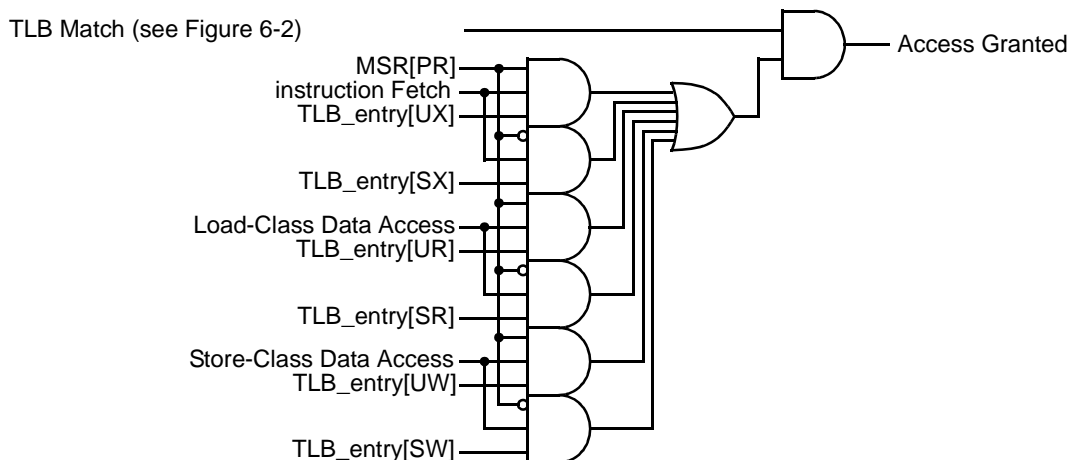 TLB Match (see Figure 6-2)
Access Granted
MSR[PR]
instruction Fetch
TLB_entry[UX]
TLB_entry[SX]
Load-Class Data Access
TLB_entry[UR]
TLB_entry[SR]
Store-Class Data Access
TLB_entry[UW]
TLB_entry[SW]